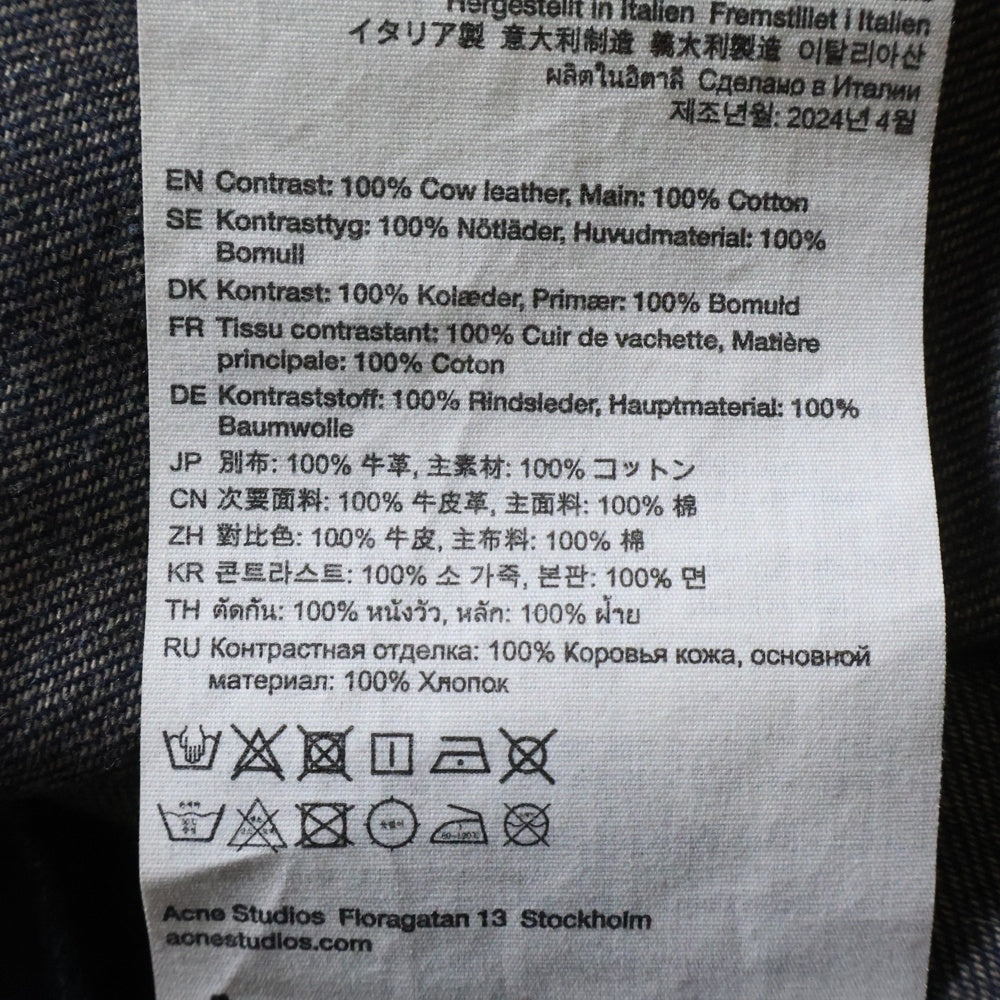 Hergestellt in Italien Fremstillet i Italien
イタリア製 意大利制造 義大利製造 이탈리아산
ผลิตในอิตาลี Сделано в Италии
제조년월: 2024년 4월
EN Contrast: 100% Cow leather, Main: 100% Cotton
SE Kontrasttyg: 100% Nötläder, Huvudmaterial: 100%
Bomull
DK Kontrast: 100% Kolæder, Primær: 100% Bomuld
FR Tissu contrastant: 100% Cuir de vachette, Matière
principale: 100% Coton
DE Kontraststoff: 100% Rindsleder, Hauptmaterial: 100%
Baumwolle
JP 別布: 100% 牛革, 主素材: 100% コットン
CN 次要面料: 100% 牛皮革, 主面料: 100% 棉
ZH 對比色: 100% 牛皮, 主布料: 100% 棉
KR 콘트라스트: 100% 소 가죽, 본판: 100% 면
TH ตัดกัน: 100% หนังวัว, หลัก: 100% ฝ้าย
RU Контрастная отделка: 100% Коровья кожа, основной
материал: 100% Хлопок
Acne Studios Floragatan 13 Stockholm
acnestudios.com